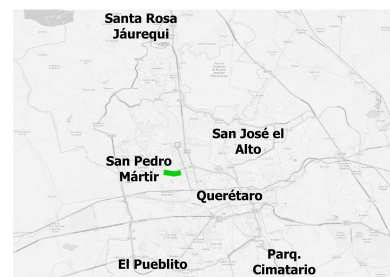 Santa Rosa
Jáurequi
San José el
Alto
San Pedro
Mártir
Querétaro
El Pueblito
Parq.
Cimatario